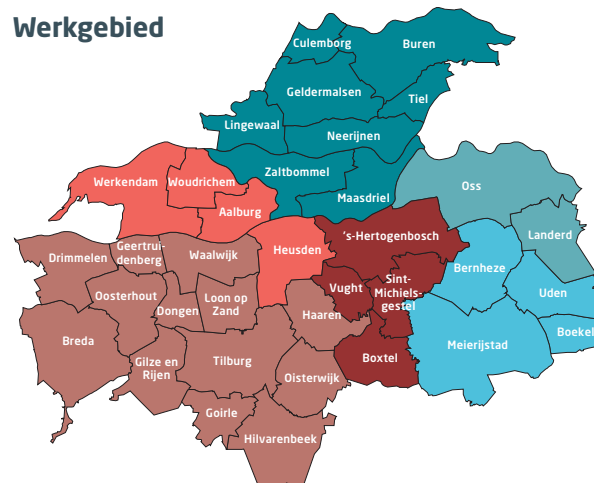 Werkgebied
Culemborg
Buren
Geldermalsen
Tiel
Lingewaal
Neerijnen
Zaltbommel
Maasdriel
Oss
Werkendam
Woudrichem
Aalburg
's-Hertogenbosch
Landerd
Heusden
Bernheze
Drimmelen
Geertrui-
denberg
Waalwijk
Vught
Sint-
Michiels-
gestel
Uden
Oosterhout
Dongen
Loon op
Zand
Haaren
Boekel
Breda
Meierijstad
Gilze en
Rijen
Tilburg
Boxtel
Oisterwijk
Goirle
Hilvarenbeek